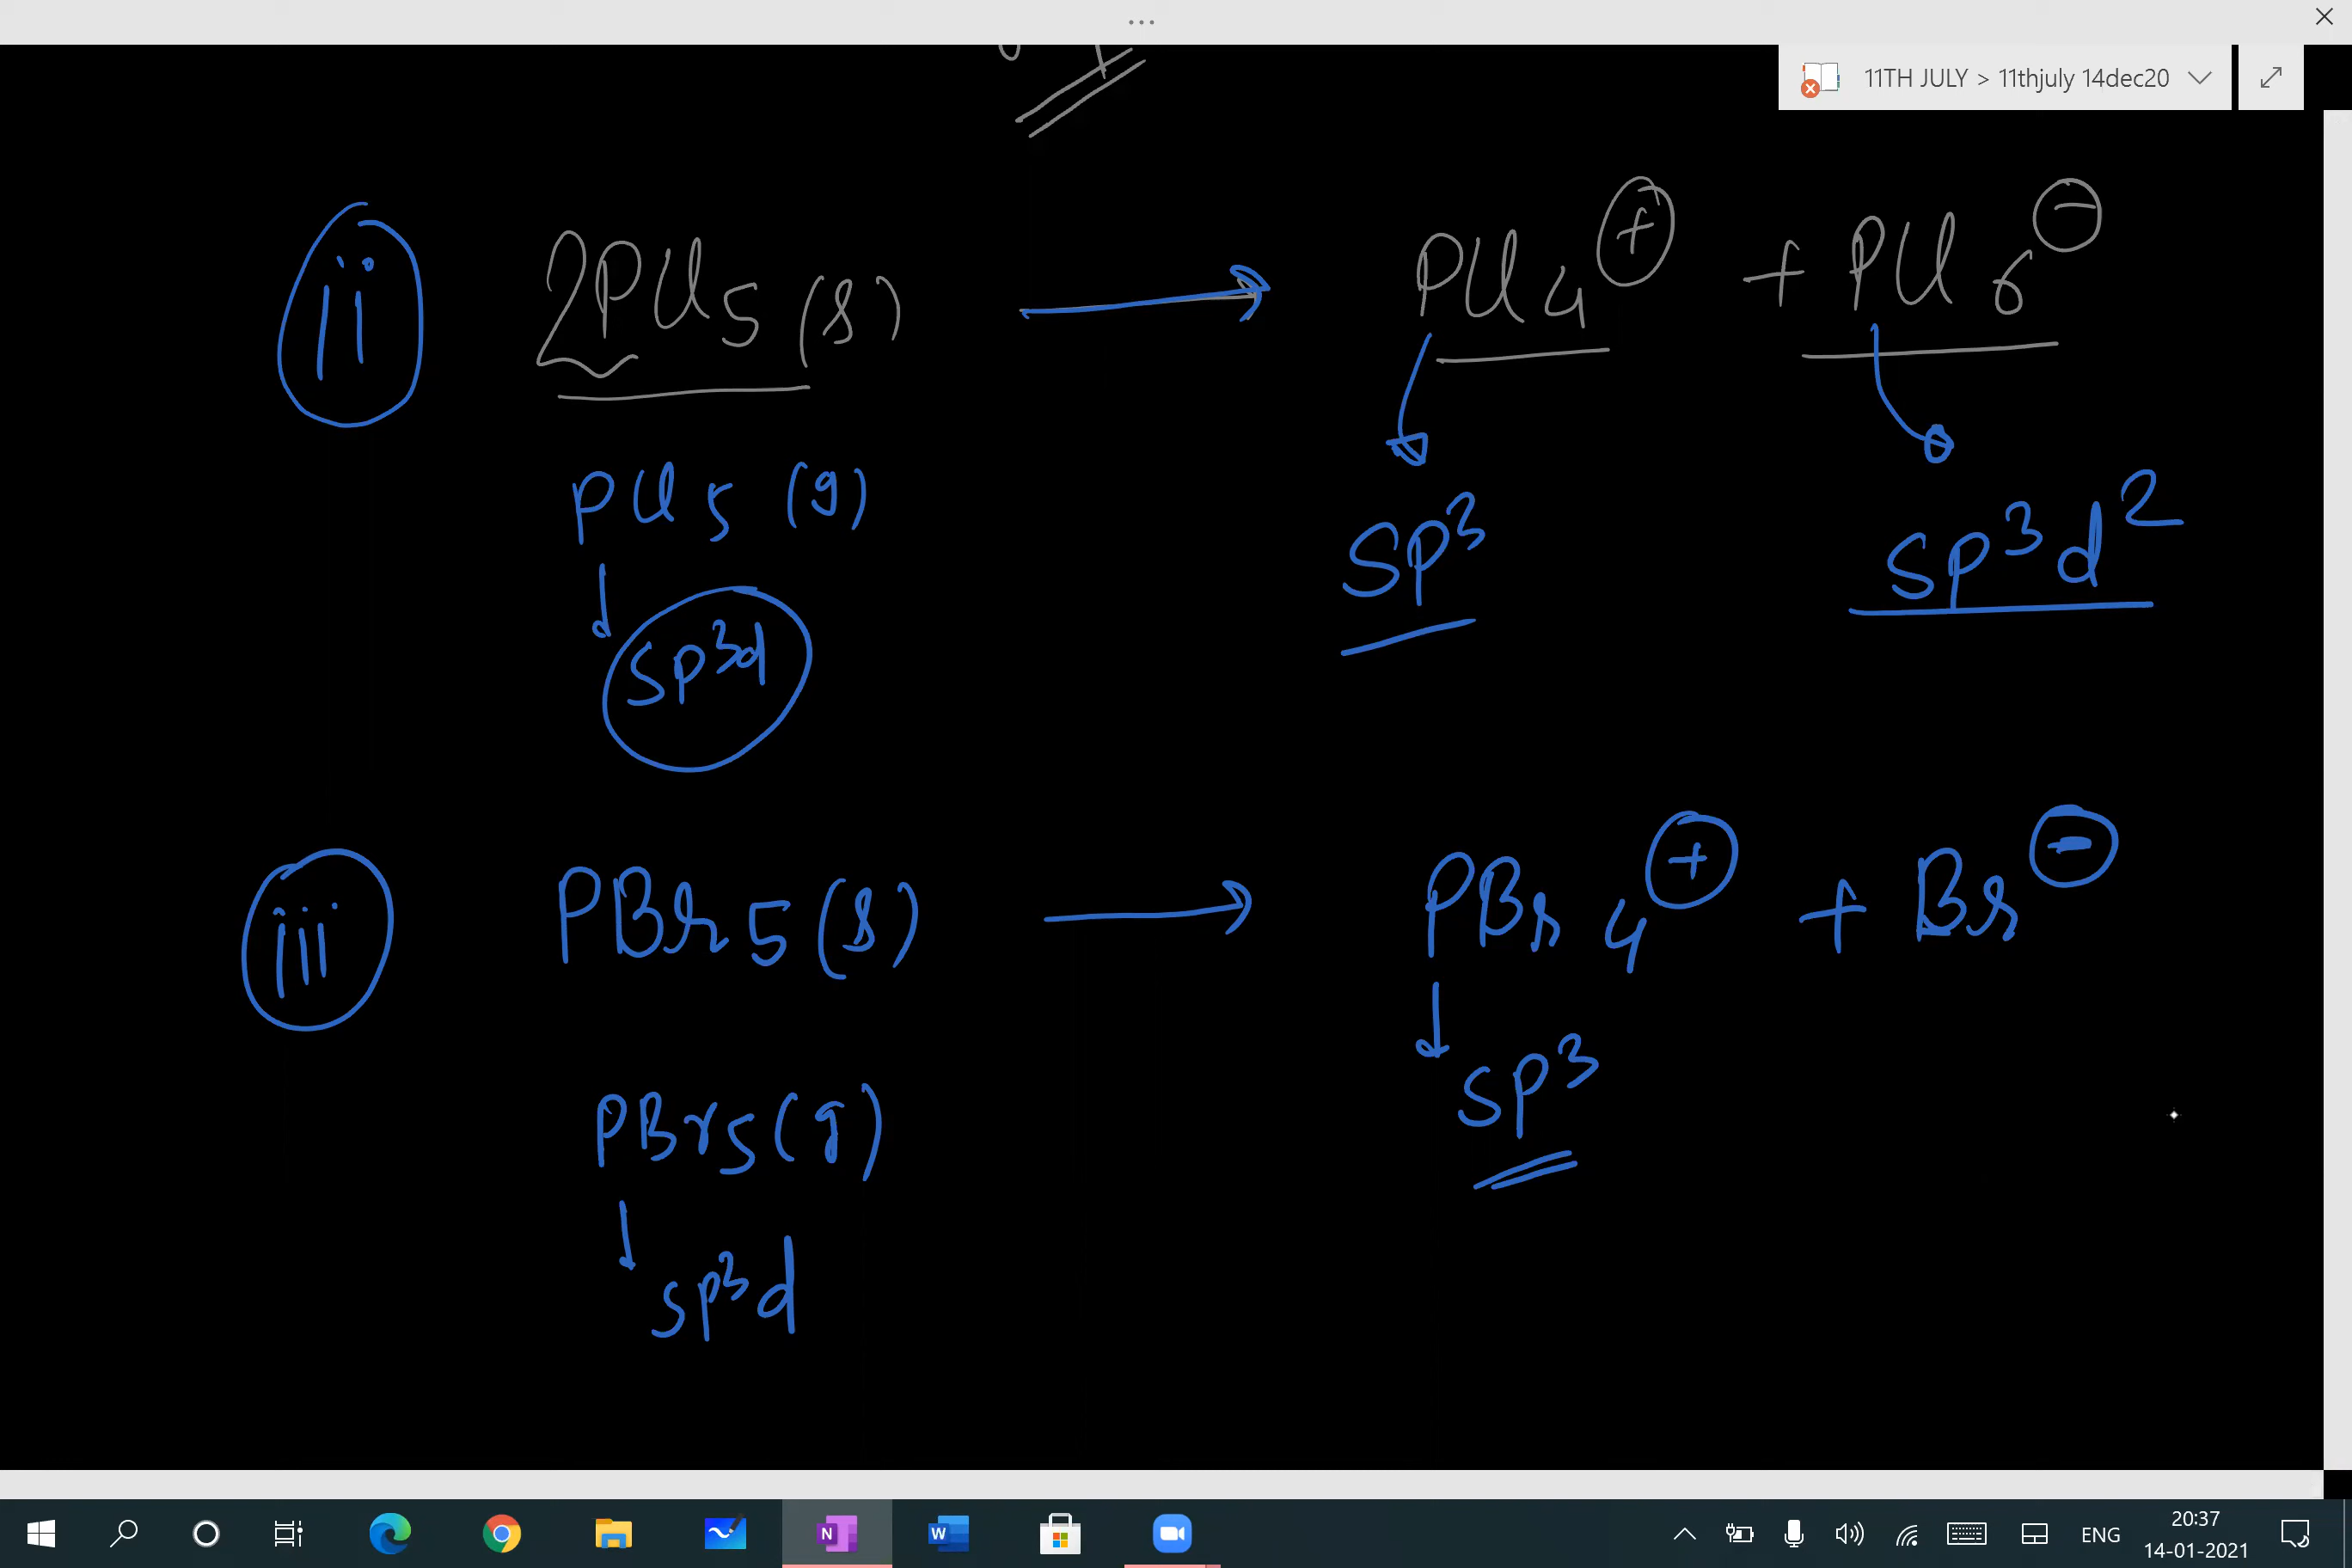 11TH JULY > 11thjuly 14dec20
ii 2PCl₅(s) ⟶ PCl₄⁺ + PCl₆⁻
PCl₅ (g)
sp³ sp³d²
sp³d
iii PBr₅(s) ⟶ PBr₄⁺ + Br⁻
sp³
PBr₅(g)
sp³d
ENG
20:37
14-01-2021